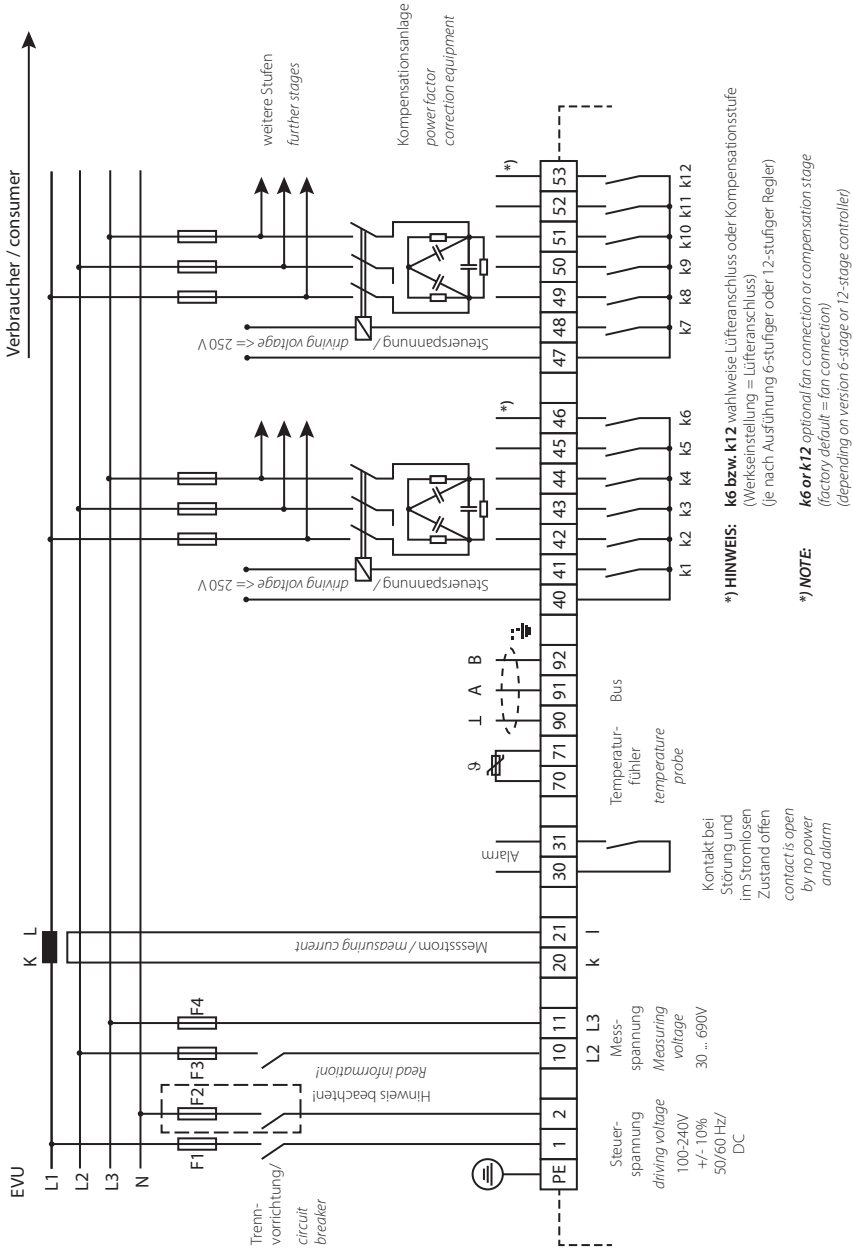 Verbraucher / consumer
EVU
L1
L2
L3
N
K L
F1
F2
F3
F4
Trenn-
vorrichtung/
circuit
breaker
Hinweis beachten!
Read information!
Messstrom / measuring current
Alarm
ϑ
⊥ A B
Steuerspannung /
driving voltage <= 250 V
Steuerspannung /
driving voltage <= 250 V
weitere Stufen
further stages
Kompensationsanlage
power factor
correction equipment
*)
*)
PE 1 2 10 11 20 21 30 31 70 71 90 91 92 40 41 42 43 44 45 46 47 48 49 50 51 52 53
L2 L3
k l
k1 k2 k3 k4 k5 k6
k7 k8 k9 k10 k11 k12
Steuer-
spannung
driving voltage
100-240V
+/- 10%
50/60 Hz/
DC
Mess-
spannung
Measuring
voltage
30 ... 690V
Kontakt bei
Störung und
im Stromlosen
Zustand offen
contact is open
by no power
and alarm
Temperatur-
fühler
temperature
probe
Bus
*) HINWEIS: k6 bzw. k12 wahlweise Lüfteranschluss oder Kompensationsstufe
(Werkseinstellung = Lüfteranschluss)
(je nach Ausführung 6-stufiger oder 12-stufiger Regler)
*) NOTE: k6 or k12 optional fan connection or compensation stage
(factory default = fan connection)
(depending on version 6-stage or 12-stage controller)